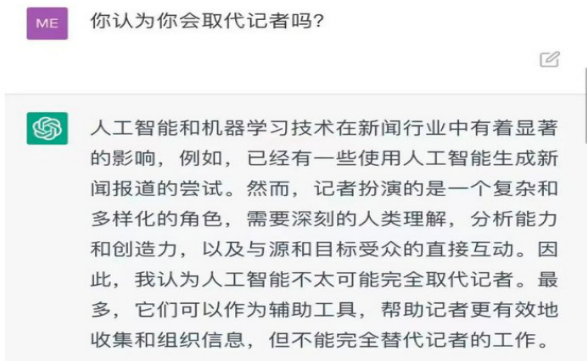 ME
你认为你会取代记者吗?
人工智能和机器学习技术在新闻行业中有着显著
的影响，例如，已经有一些使用人工智能生成新
闻报道的尝试。然而，记者扮演的是一个复杂和
多样化的角色，需要深刻的人类理解，分析能力
和创造力，以及与源和目标受众的直接互动。因
此，我认为人工智能不太可能完全取代记者。最
多，它们可以作为辅助工具，帮助记者更有效地
收集和组织信息，但不能完全替代记者的工作。